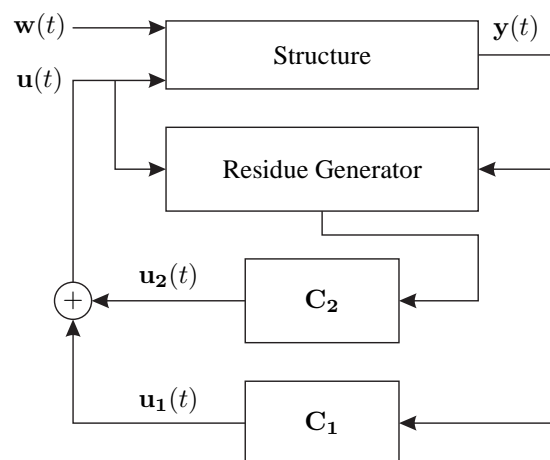 w(t)
y(t)
Structure
u(t)
Residue Generator
u₂(t)
C₂
+
u₁(t)
C₁